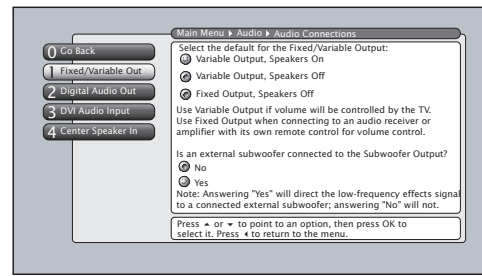 Main Menu ▸ Audio ▸ Audio Connections
0 Go Back
1 Fixed/Variable Out
2 Digital Audio Out
3 DVI Audio Input
4 Center Speaker In
Select the default for the Fixed/Variable Output:
Variable Output, Speakers On
Variable Output, Speakers Off
Fixed Output, Speakers Off
Use Variable Output if volume will be controlled by the TV.
Use Fixed Output when connecting to an audio receiver or
amplifier with its own remote control for volume control.
Is an external subwoofer connected to the Subwoofer Output?
No
Yes
Note: Answering "Yes" will direct the low-frequency effects signal
to a connected external subwoofer; answering "No" will not.
Press ▴ or ▾ to point to an option, then press OK to
select it. Press ◂ to return to the menu.